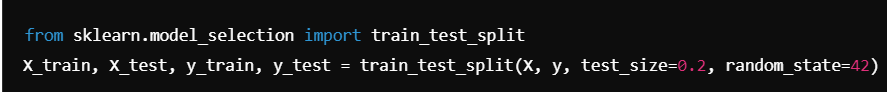 from sklearn.model_selection import train_test_split
X_train, X_test, y_train, y_test = train_test_split(X, y, test_size=0.2, random_state=42)